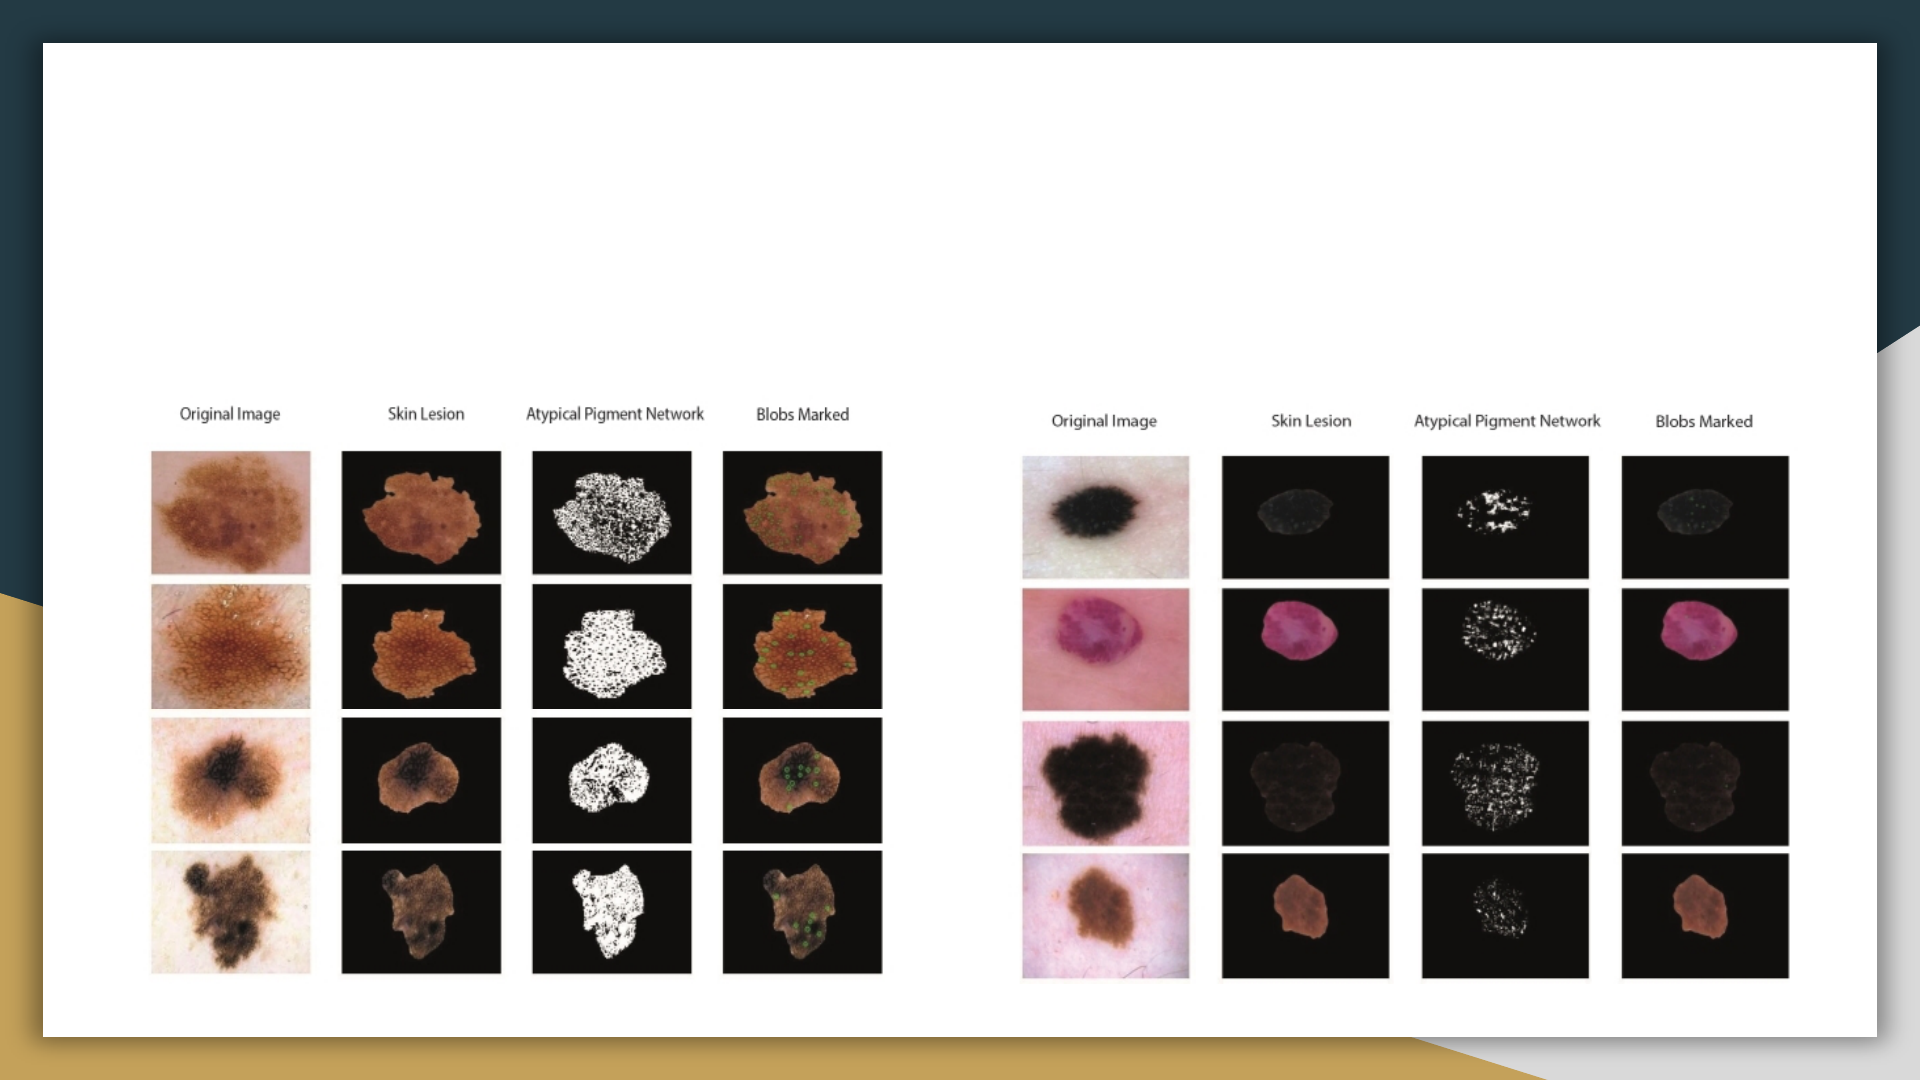 Original Image
Skin Lesion
Atypical Pigment Network
Blobs Marked
Original Image
Skin Lesion
Atypical Pigment Network
Blobs Marked